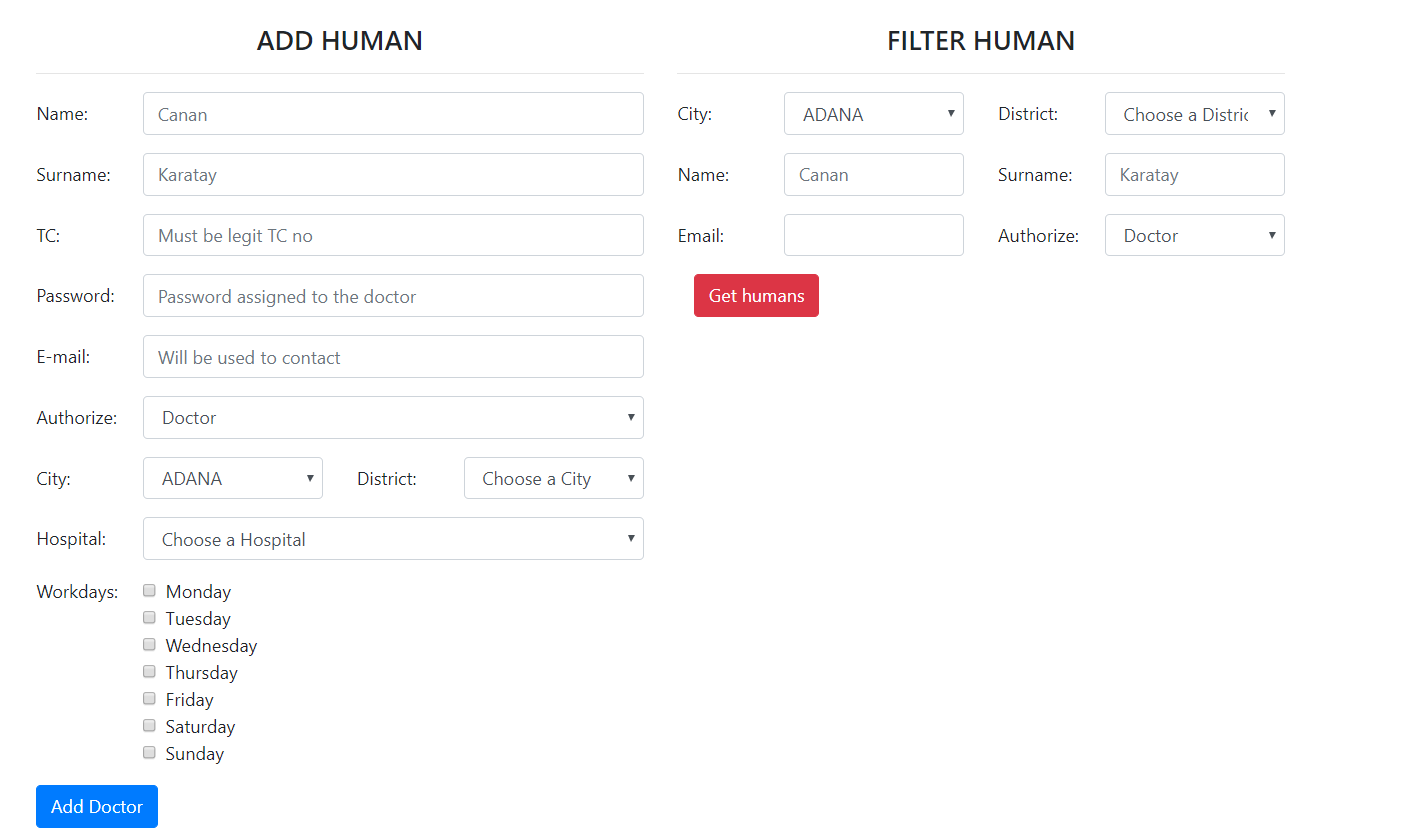 ADD HUMAN
Name: Canan
Surname: Karatay
TC: Must be legit TC no
Password: Password assigned to the doctor
E-mail: Will be used to contact
Authorize: Doctor
City: ADANA District: Choose a City
Hospital: Choose a Hospital
Workdays: Monday
Tuesday
Wednesday
Thursday
Friday
Saturday
Sunday
Add Doctor
FILTER HUMAN
City: ADANA District: Choose a Distric
Name: Canan Surname: Karatay
Email: Authorize: Doctor
Get humans